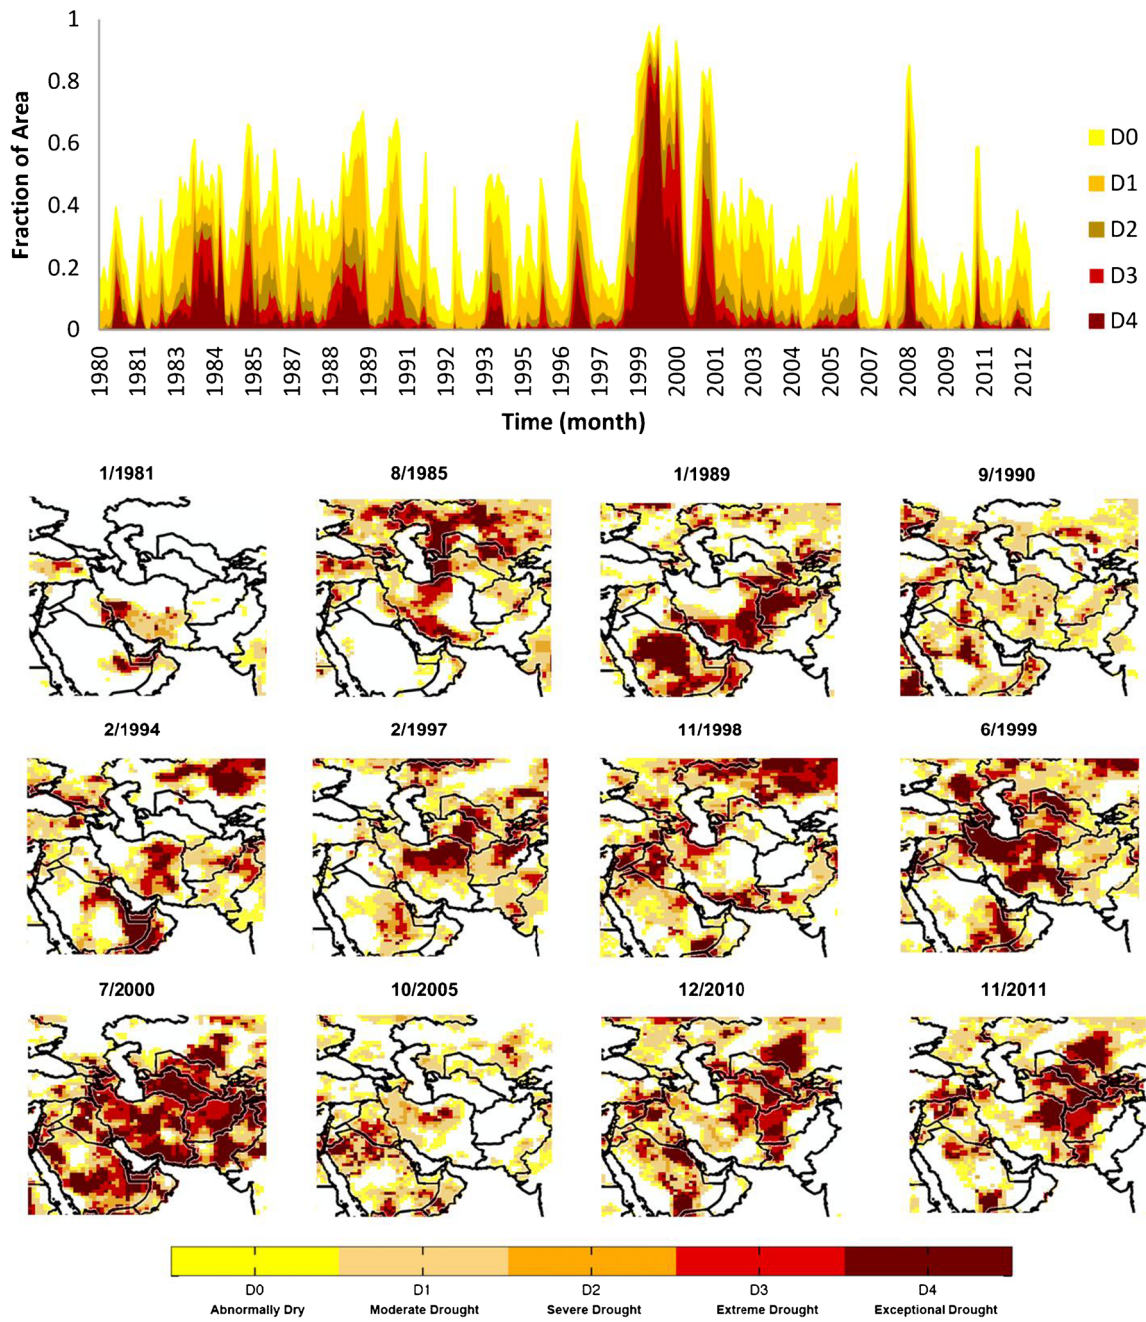 1
0.8
0.6
0.4
0.2
0
Fraction of Area
D0
D1
D2
D3
D4
1980 1981 1983 1984 1985 1987 1988 1989 1991 1992 1993 1995 1996 1997 1999 2000 2001 2003 2004 2005 2007 2008 2009 2011 2012
Time (month)
1/1981 8/1985 1/1989 9/1990
2/1994 2/1997 11/1998 6/1999
7/2000 10/2005 12/2010 11/2011
D0 D1 D2 D3 D4
Abnormally Dry Moderate Drought Severe Drought Extreme Drought Exceptional Drought